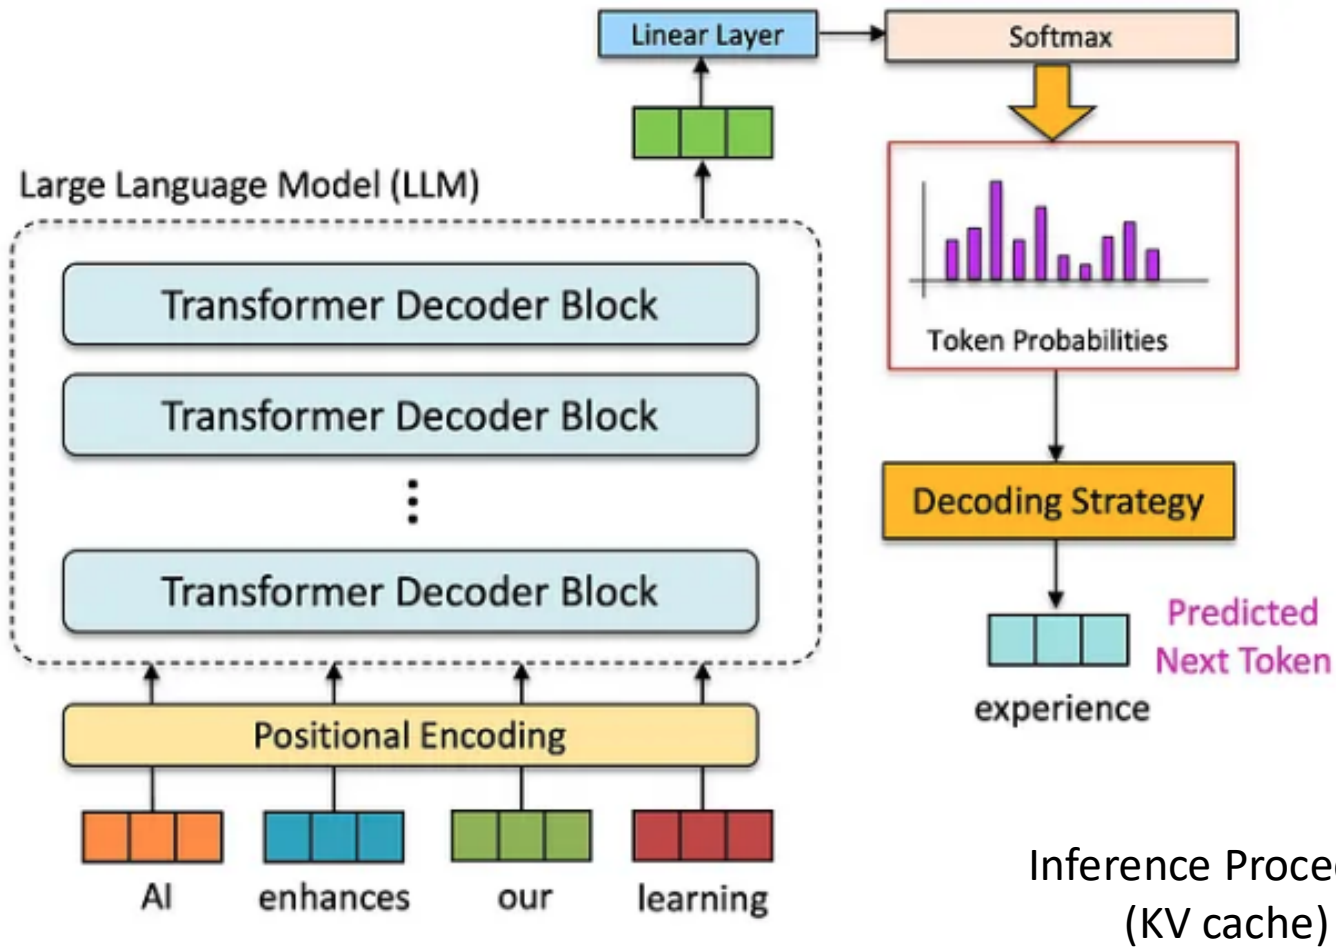 Linear Layer
Softmax
Large Language Model (LLM)
Transformer Decoder Block
Transformer Decoder Block
Transformer Decoder Block
Token Probabilities
Decoding Strategy
Predicted
Next Token
experience
Positional Encoding
AI enhances our learning
Inference
(KV cache)